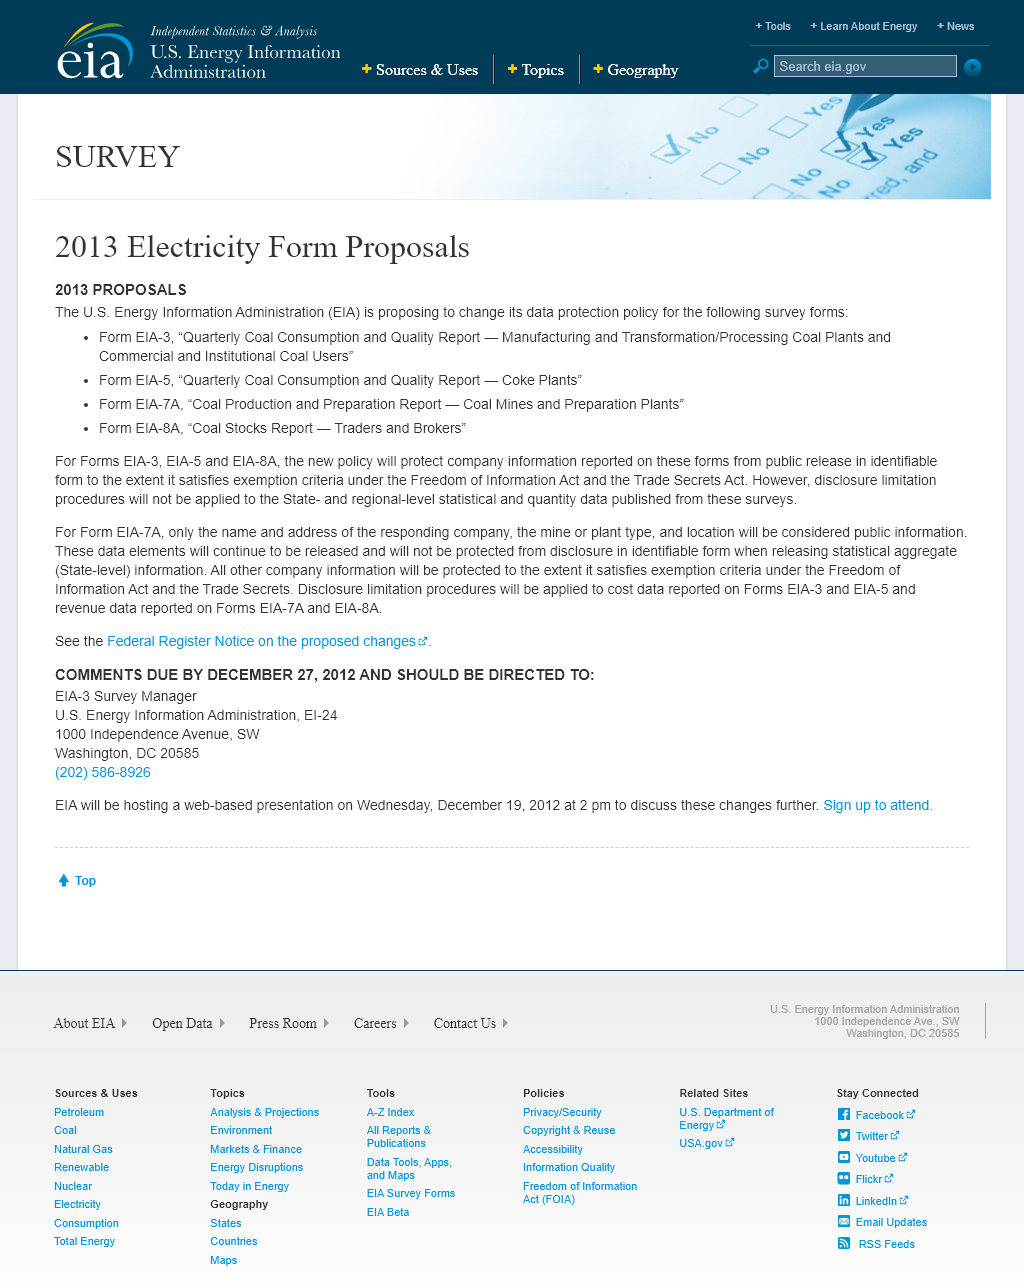 Independent Statistics & Analysis
U.S. Energy Information
Administration
eia
+ Tools
+ Learn About Energy
+ News
+ Sources & Uses
+ Topics
+ Geography
Search eia.gov
SURVEY
No
Yes
No
Yes
No
Yes
No
No
2013 Electricity Form Proposals
2013 PROPOSALS
The U.S. Energy Information Administration (EIA) is proposing to change its data protection policy for the following survey forms:
• Form EIA-3, “Quarterly Coal Consumption and Quality Report — Manufacturing and Transformation/Processing Coal Plants and
Commercial and Institutional Coal Users”
• Form EIA-5, “Quarterly Coal Consumption and Quality Report — Coke Plants”
• Form EIA-7A, “Coal Production and Preparation Report — Coal Mines and Preparation Plants”
• Form EIA-8A, “Coal Stocks Report — Traders and Brokers”
For Forms EIA-3, EIA-5 and EIA-8A, the new policy will protect company information reported on these forms from public release in identifiable
form to the extent it satisfies exemption criteria under the Freedom of Information Act and the Trade Secrets Act. However, disclosure limitation
procedures will not be applied to the State- and regional-level statistical and quantity data published from these surveys.
For Form EIA-7A, only the name and address of the responding company, the mine or plant type, and location will be considered public information.
These data elements will continue to be released and will not be protected from disclosure in identifiable form when releasing statistical aggregate
(State-level) information. All other company information will be protected to the extent it satisfies exemption criteria under the Freedom of
Information Act and the Trade Secrets. Disclosure limitation procedures will be applied to cost data reported on Forms EIA-3 and EIA-5 and
revenue data reported on Forms EIA-7A and EIA-8A.
See the Federal Register Notice on the proposed changes.
COMMENTS DUE BY DECEMBER 27, 2012 AND SHOULD BE DIRECTED TO:
EIA-3 Survey Manager
U.S. Energy Information Administration, EI-24
1000 Independence Avenue, SW
Washington, DC 20585
(202) 586-8926
EIA will be hosting a web-based presentation on Wednesday, December 19, 2012 at 2 pm to discuss these changes further. Sign up to attend.
Top
About EIA
Open Data
Press Room
Careers
Contact Us
U.S. Energy Information Administration
1000 Independence Ave., SW
Washington, DC 20585
Sources & Uses
Petroleum
Coal
Natural Gas
Renewable
Nuclear
Electricity
Consumption
Total Energy
Topics
Analysis & Projections
Environment
Markets & Finance
Energy Disruptions
Today in Energy
Geography
States
Countries
Maps
Tools
A-Z Index
All Reports &
Publications
Data Tools, Apps,
and Maps
EIA Survey Forms
EIA Beta
Policies
Privacy/Security
Copyright & Reuse
Accessibility
Information Quality
Freedom of Information
Act (FOIA)
Related Sites
U.S. Department of
Energy
USA.gov
Stay Connected
Facebook
Twitter
Youtube
Flickr
LinkedIn
Email Updates
RSS Feeds